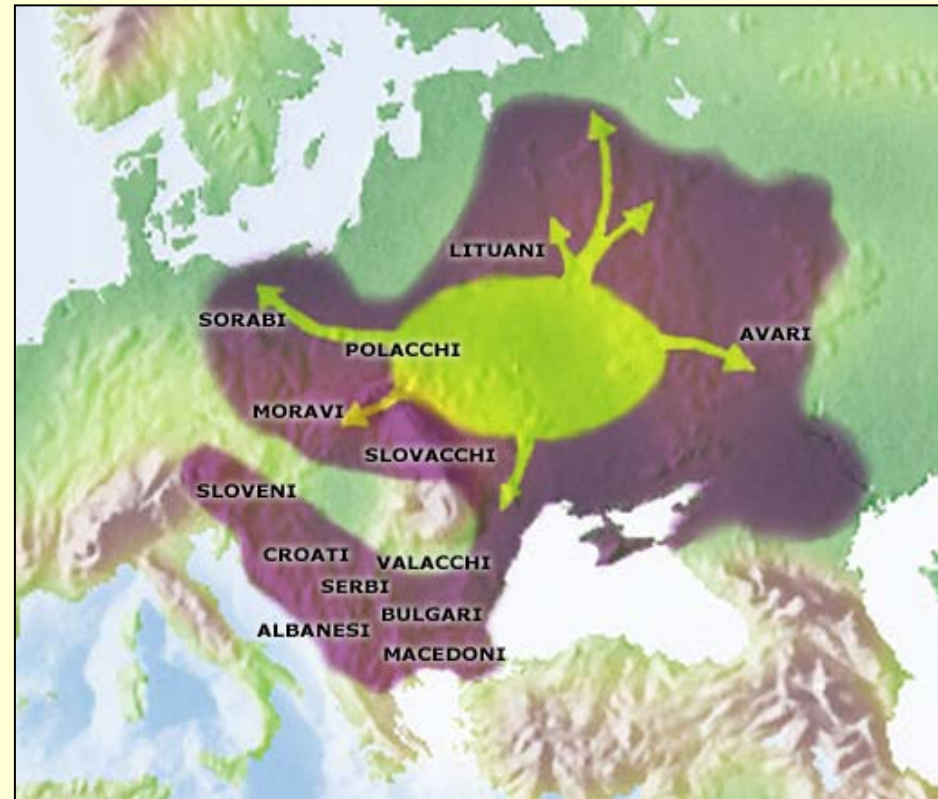 LITUANI
SORABI
AVARI
POLACCHI
MORAVI
SLOVACCHI
SLOVENI
CROATI
VALACCHI
SERBI
BULGARI
ALBANESI
MACEDONI